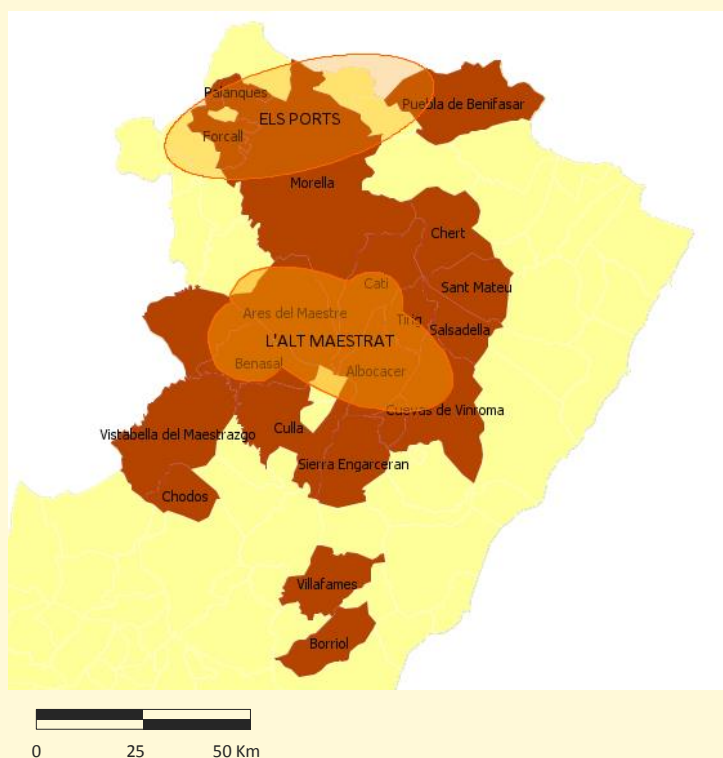 Palanques
Puebla de Benifasar
ELS PORTS
Forcall
Morella
Chert
Cati
Sant Mateu
Ares del Maestre
Tirig
Salsadella
L'ALT MAESTRAT
Benasal
Albocacer
Cuevas de Vinroma
Culla
Vistabella del Maestrazgo
Sierra Engarceran
Chodos
Villafames
Borriol
0 25 50 Km